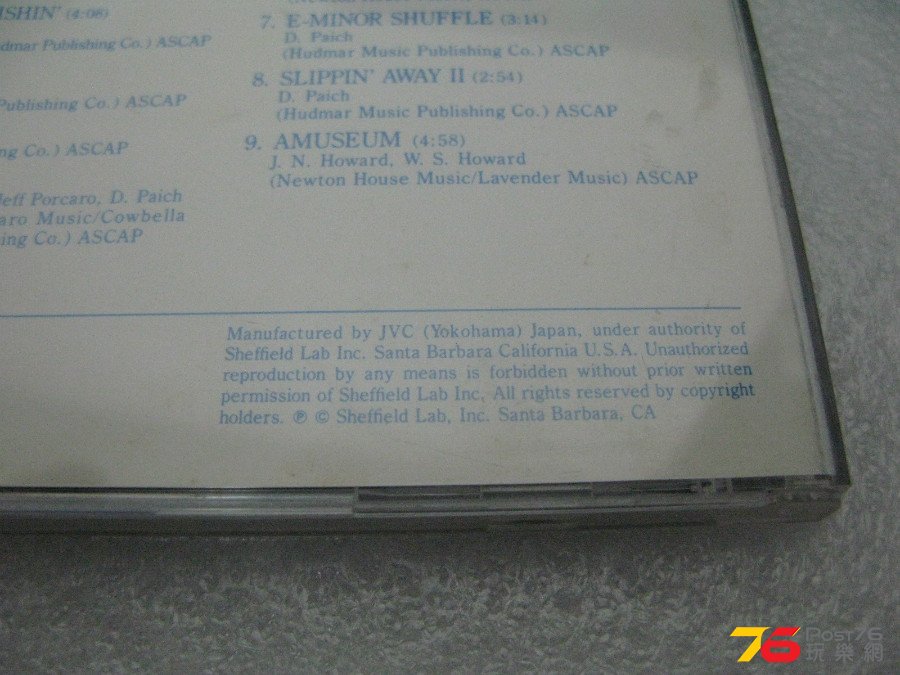 ISHIN' (4:08)
dmar Publishing Co.) ASCAP
Publishing Co.) ASCAP
ng Co.) ASCAP
Jeff Porcaro, D. Paich
aro Music/Cowbella
hing Co.) ASCAP
7. E-MINOR SHUFFLE (3:14)
D. Paich
(Hudmar Music Publishing Co.) ASCAP
8. SLIPPIN' AWAY II (2:54)
D. Paich
(Hudmar Music Publishing Co.) ASCAP
9. AMUSEUM (4:58)
J. N. Howard, W. S. Howard
(Newton House Music/Lavender Music) ASCAP
Manufactured by JVC (Yokohama) Japan, under authority of
Sheffield Lab Inc. Santa Barbara California U.S.A. Unauthorized
reproduction by any means is forbidden without prior written
permission of Sheffield Lab Inc. All rights reserved by copyright
holders. ℗ © Sheffield Lab, Inc. Santa Barbara, CA
76 Post76
玩樂網